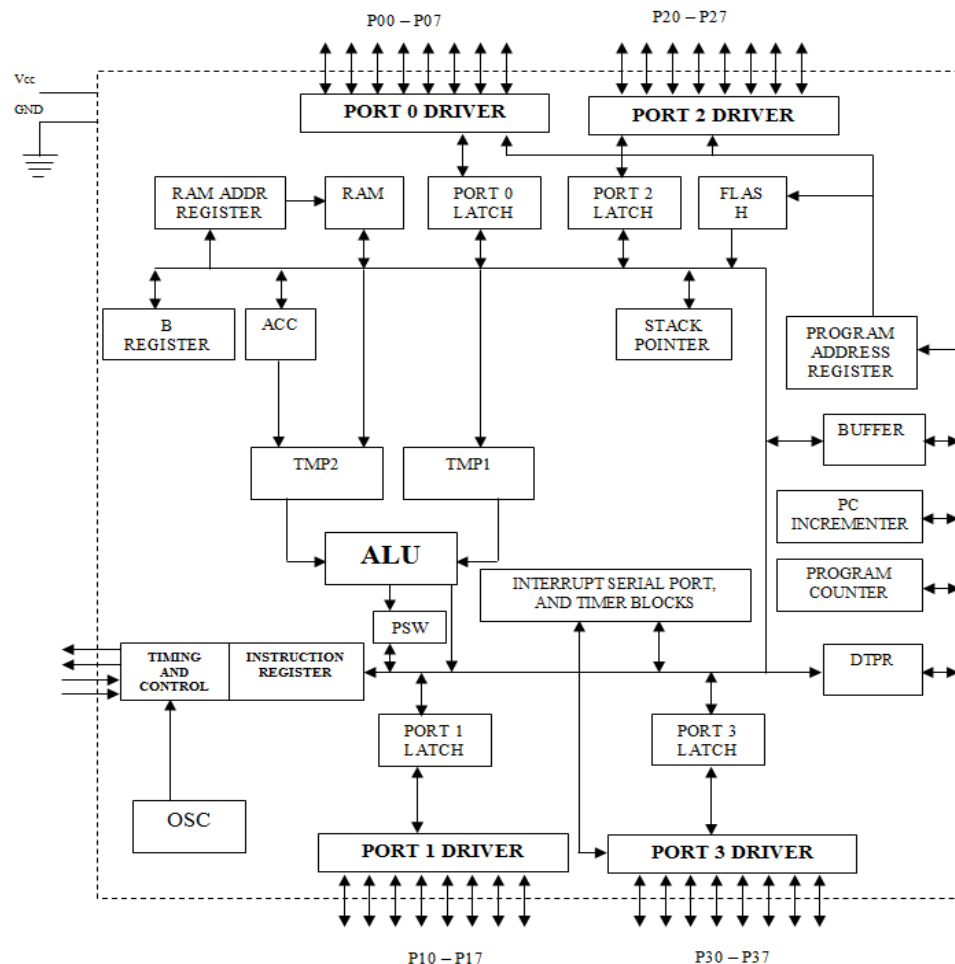 P00 – P07
P20 – P27
Vcc
GND
PORT 0 DRIVER
PORT 2 DRIVER
RAM ADDR
REGISTER
RAM
PORT 0
LATCH
PORT 2
LATCH
FLAS
H
B
REGISTER
ACC
STACK
POINTER
PROGRAM
ADDRESS
REGISTER
BUFFER
TMP2
TMP1
PC
INCREMENTER
ALU
INTERRUPT SERIAL PORT,
AND TIMER BLOCKS
PROGRAM
COUNTER
PSW
TIMING
AND
CONTROL
INSTRUCTION
REGISTER
DTPR
PORT 1
LATCH
PORT 3
LATCH
OSC
PORT 1 DRIVER
PORT 3 DRIVER
P10 – P17
P30 – P37